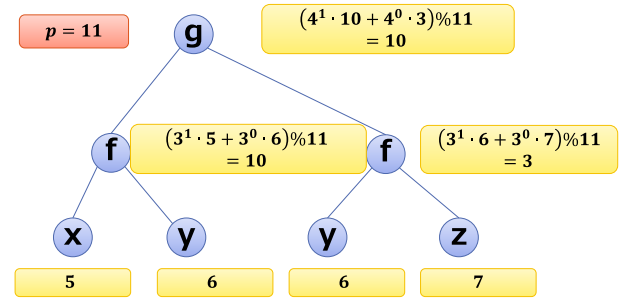 p = 11
g
(4¹ · 10 + 4⁰ · 3)%11
= 10
f
(3¹ · 5 + 3⁰ · 6)%11
= 10
f
(3¹ · 6 + 3⁰ · 7)%11
= 3
x
y
y
z
5
6
6
7